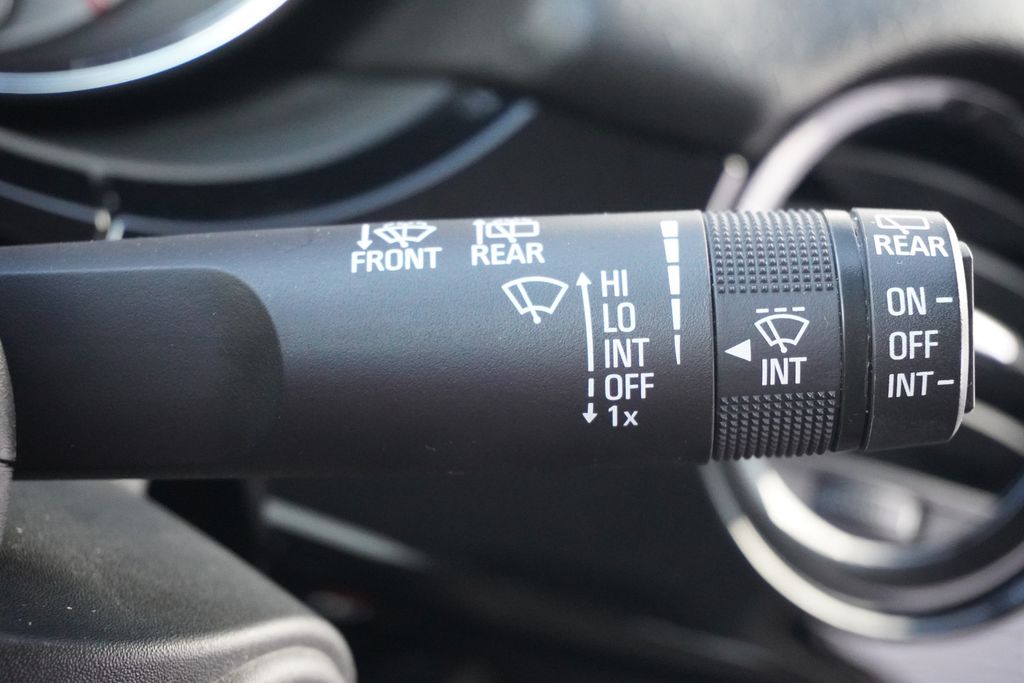 FRONT
REAR
HI
LO
INT
OFF
1x
INT
REAR
ON
OFF
INT